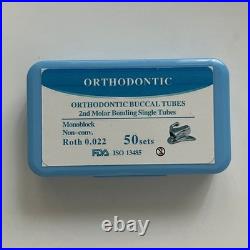 ORTHODONTIC
ORTHODONTIC BUCCAL TUBES
2nd Molar Bonding Single Tubes
Monoblock
Non-conv.
Roth 0.022 50sets
FDA ISO 13485